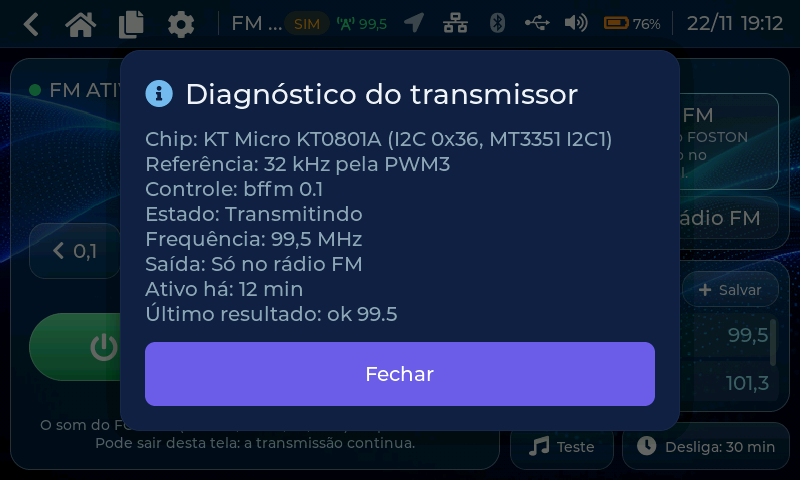 FM ...
SIM
99,5
76%
22/11 19:12
FM ATIV
FM
FOSTON
no
Diagnóstico do transmissor
Chip: KT Micro KT0801A (I2C 0x36, MT3351 I2C1)
Referência: 32 kHz pela PWM3
Controle: bffm 0.1
Estado: Transmitindo
Frequência: 99,5 MHz
Saída: Só no rádio FM
Ativo há: 12 min
Último resultado: ok 99.5
Fechar
0,1
ádio FM
Salvar
99,5
101,3
O som do
Pode sair desta tela: a transmissão continua.
Teste
Desliga: 30 min